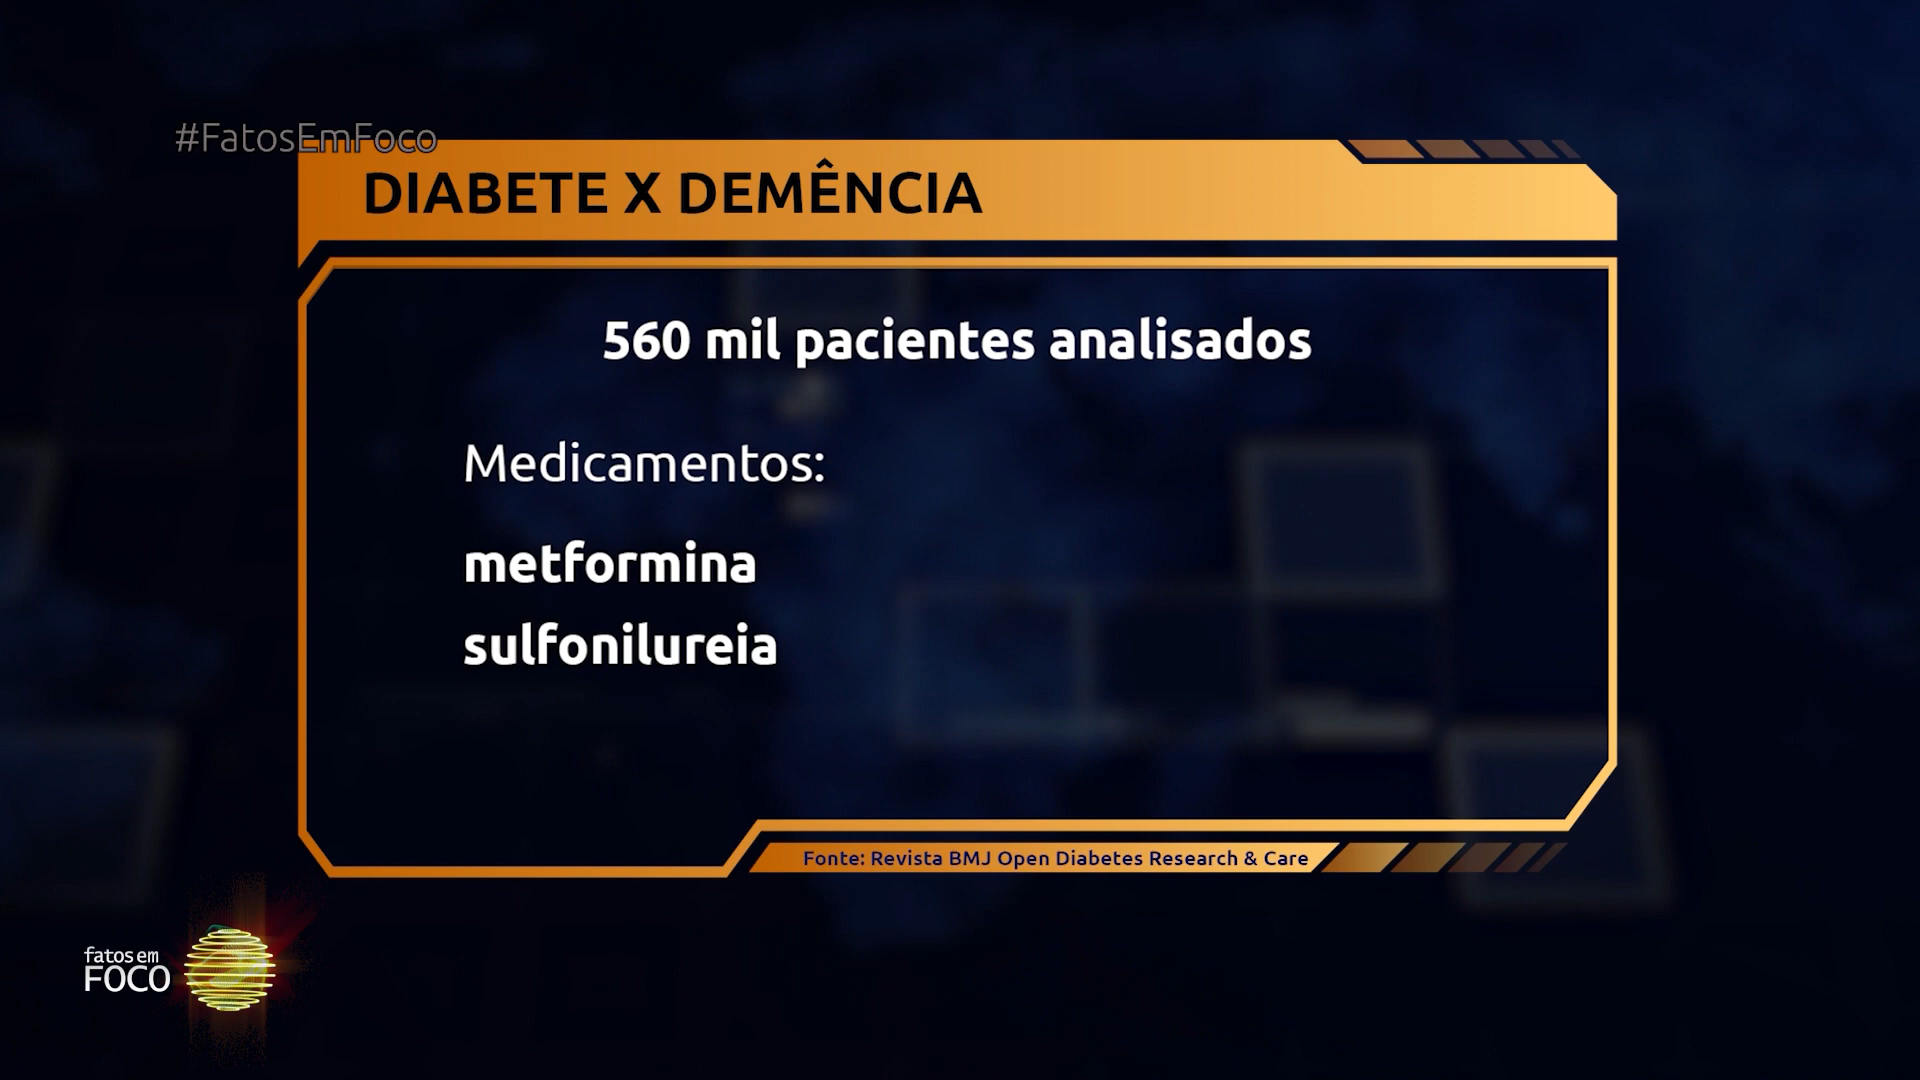 #FatosEmFoco
DIABETE X DEMÊNCIA
560 mil pacientes analisados
Medicamentos:
metformina
sulfonilureia
Fonte: Revista BMJ Open Diabetes Research & Care
fatos em
FOCO